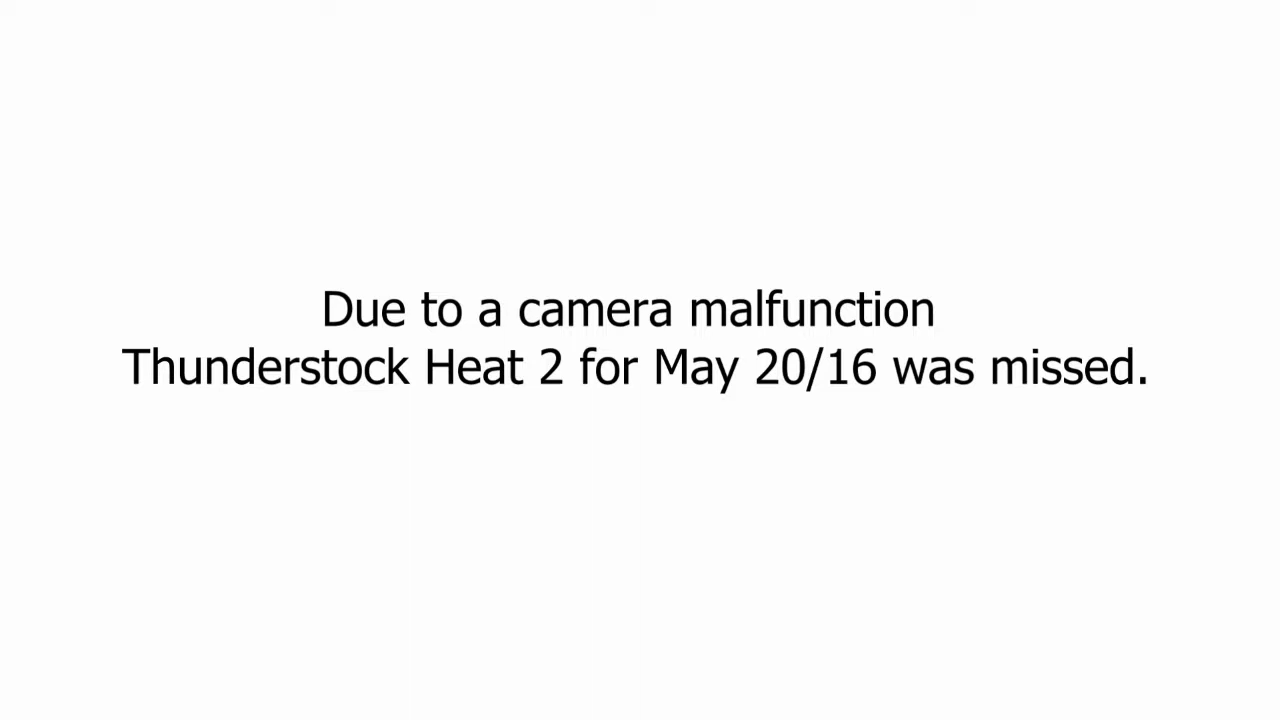 Due to a camera malfunction
Thunderstock Heat 2 for May 20/16 was missed.